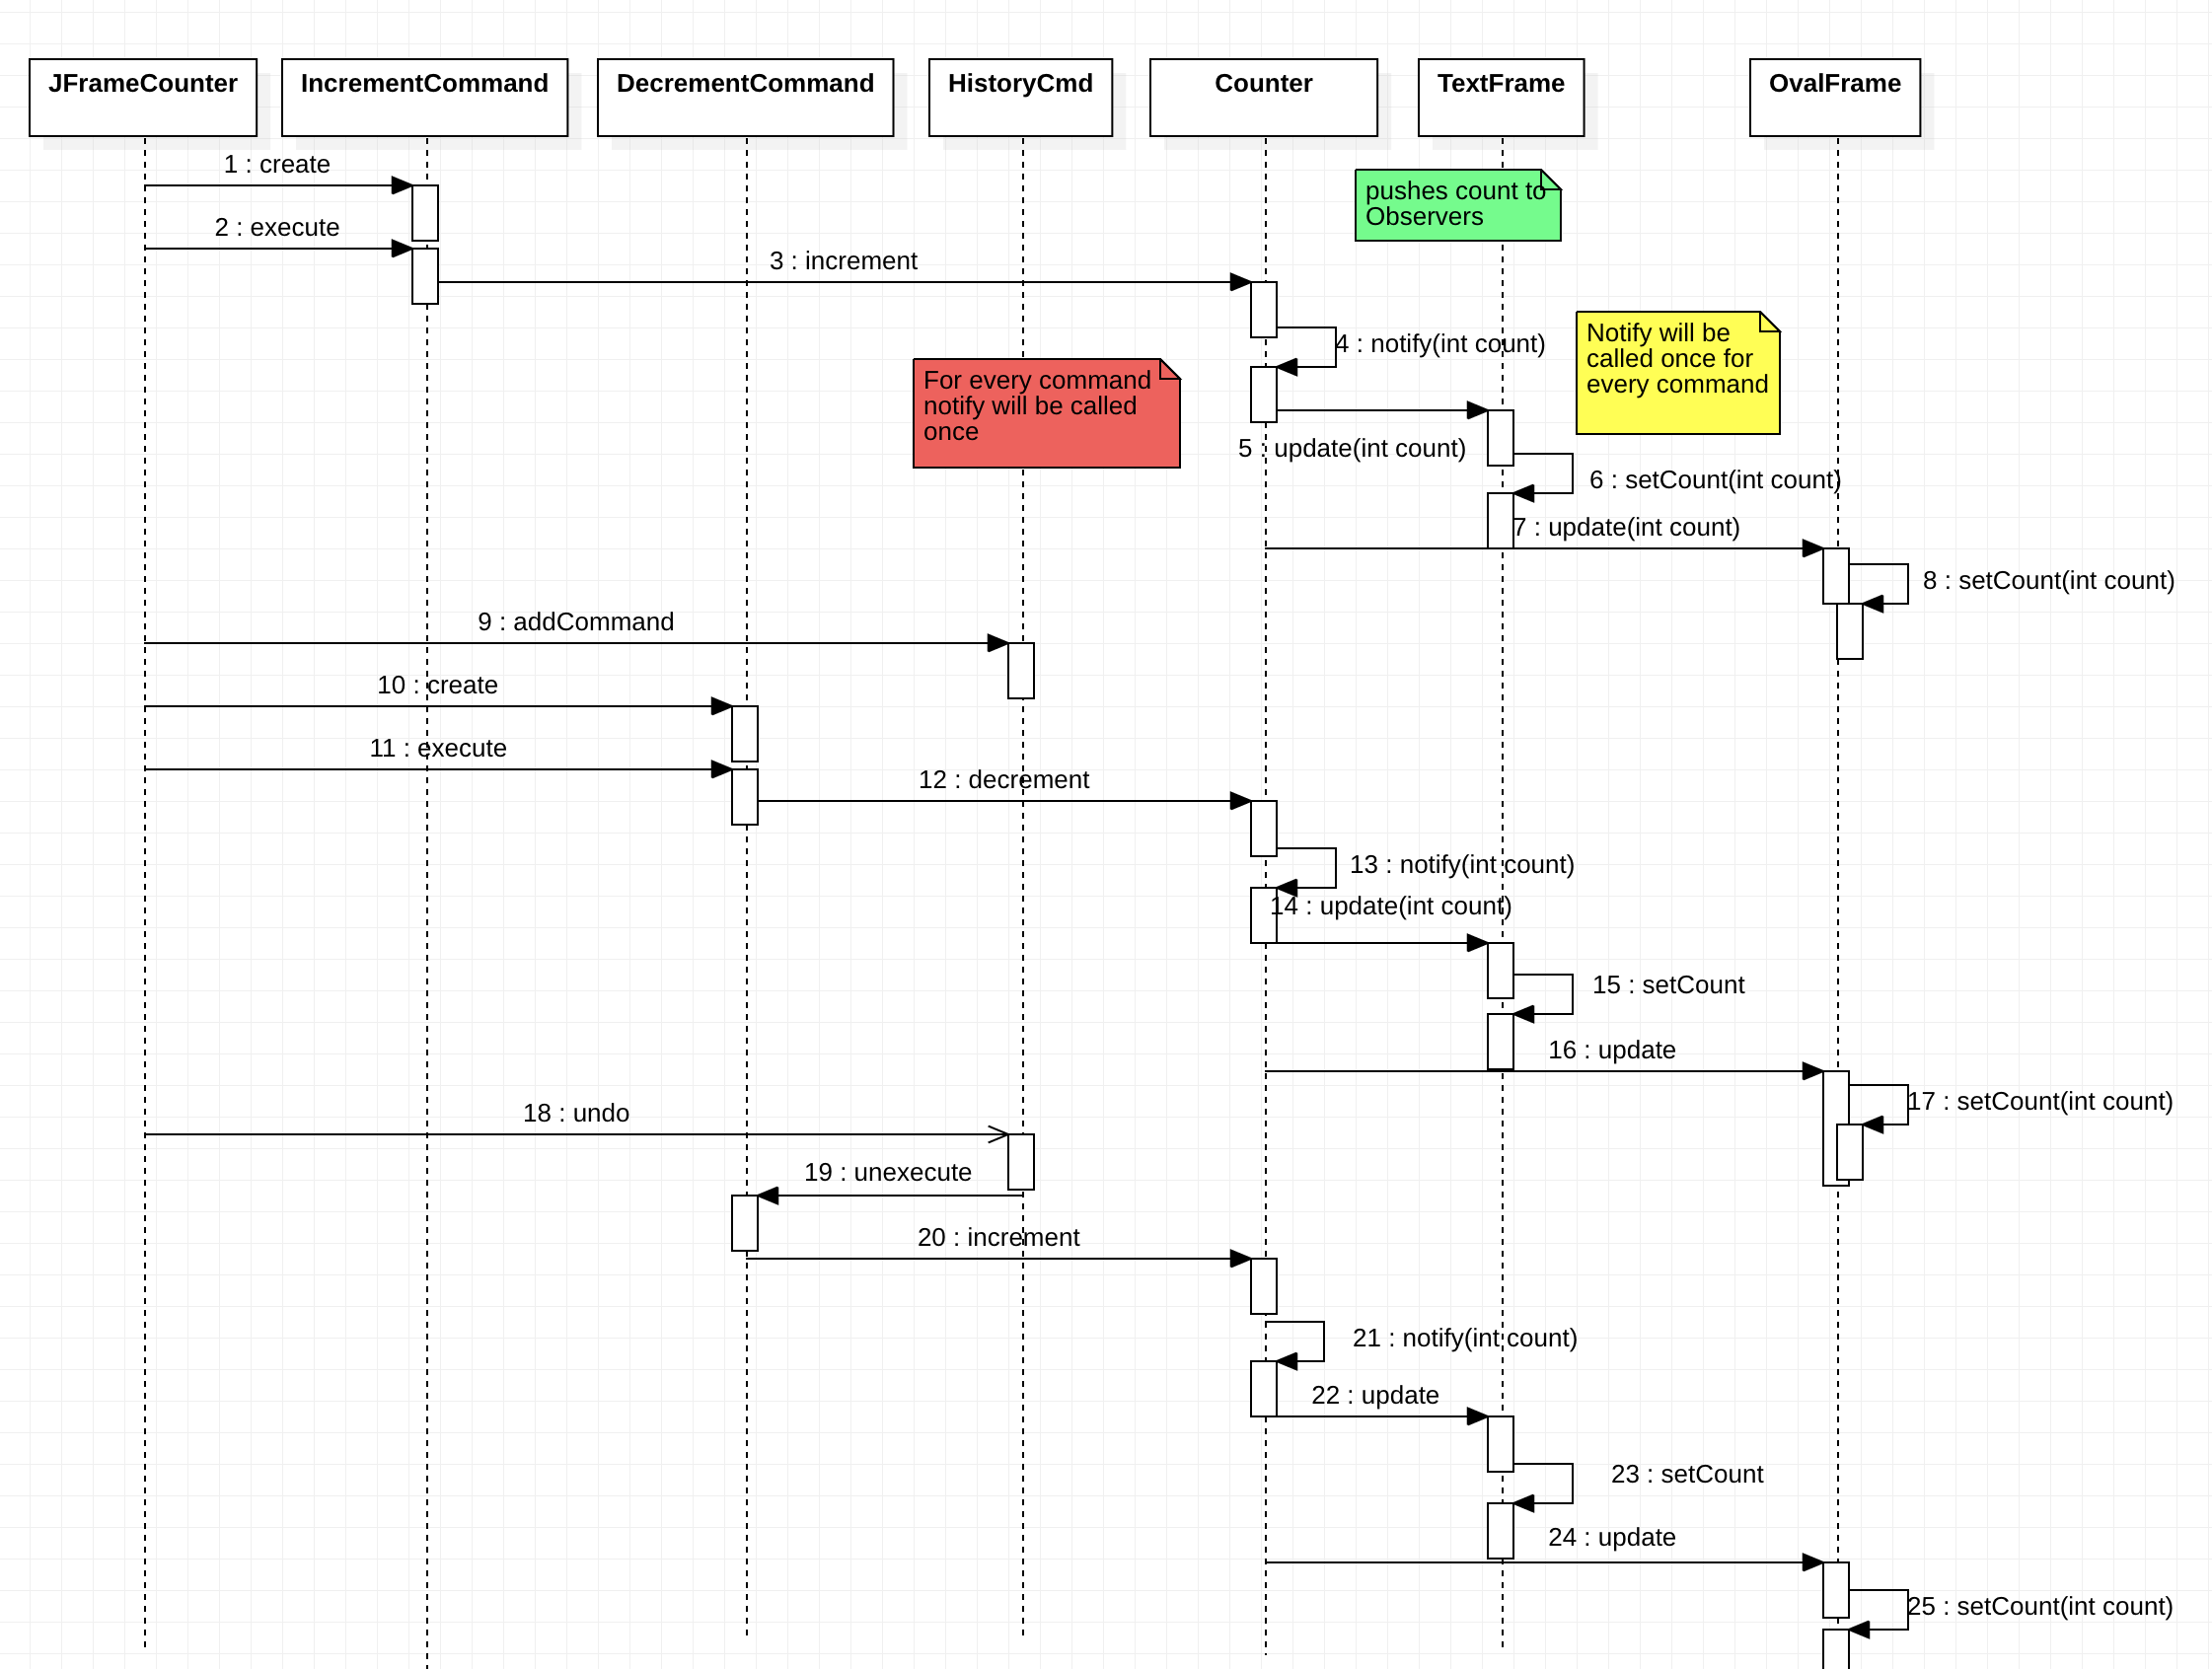 JFrameCounter
IncrementCommand
DecrementCommand
HistoryCmd
Counter
TextFrame
OvalFrame
1 : create
pushes count to
Observers
2 : execute
3 : increment
4 : notify(int count)
Notify will be
called once for
every command
For every command
notify will be called
once
5 : update(int count)
6 : setCount(int count)
7 : update(int count)
8 : setCount(int count)
9 : addCommand
10 : create
11 : execute
12 : decrement
13 : notify(int count)
14 : update(int count)
15 : setCount
16 : update
17 : setCount(int count)
18 : undo
19 : unexecute
20 : increment
21 : notify(int count)
22 : update
23 : setCount
24 : update
25 : setCount(int count)